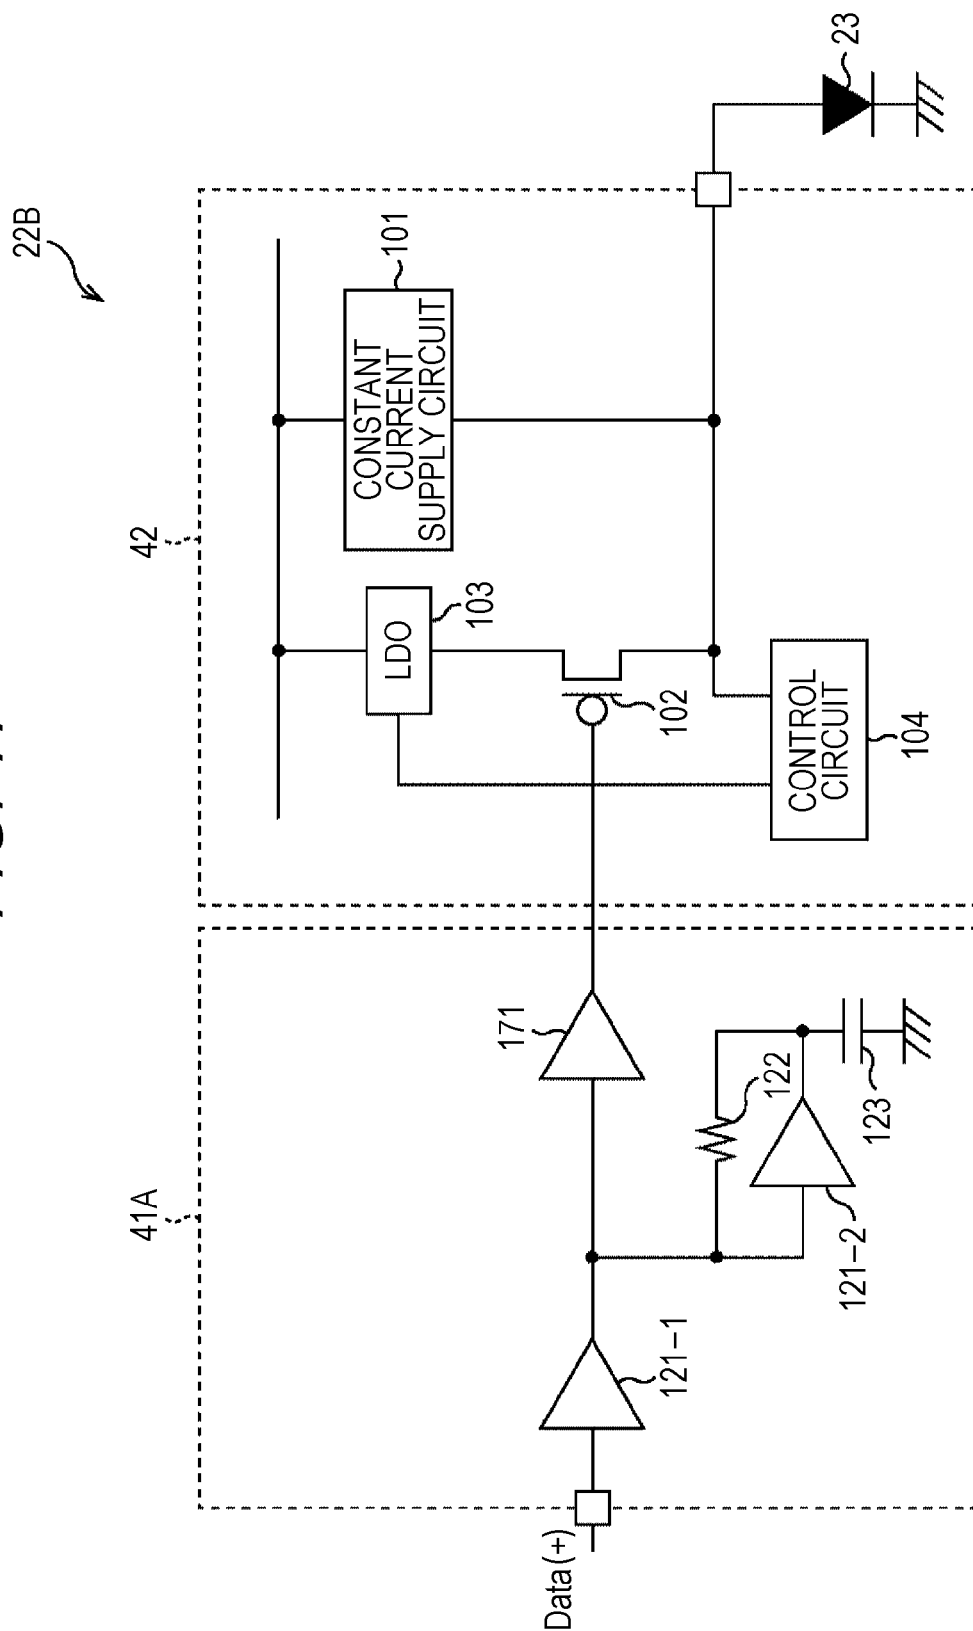 22B
42
41A
CONSTANT
CURRENT
SUPPLY CIRCUIT
101
LDO
103
102
CONTROL
CIRCUIT
104
23
171
122
123
121-2
121-1
Data(+)